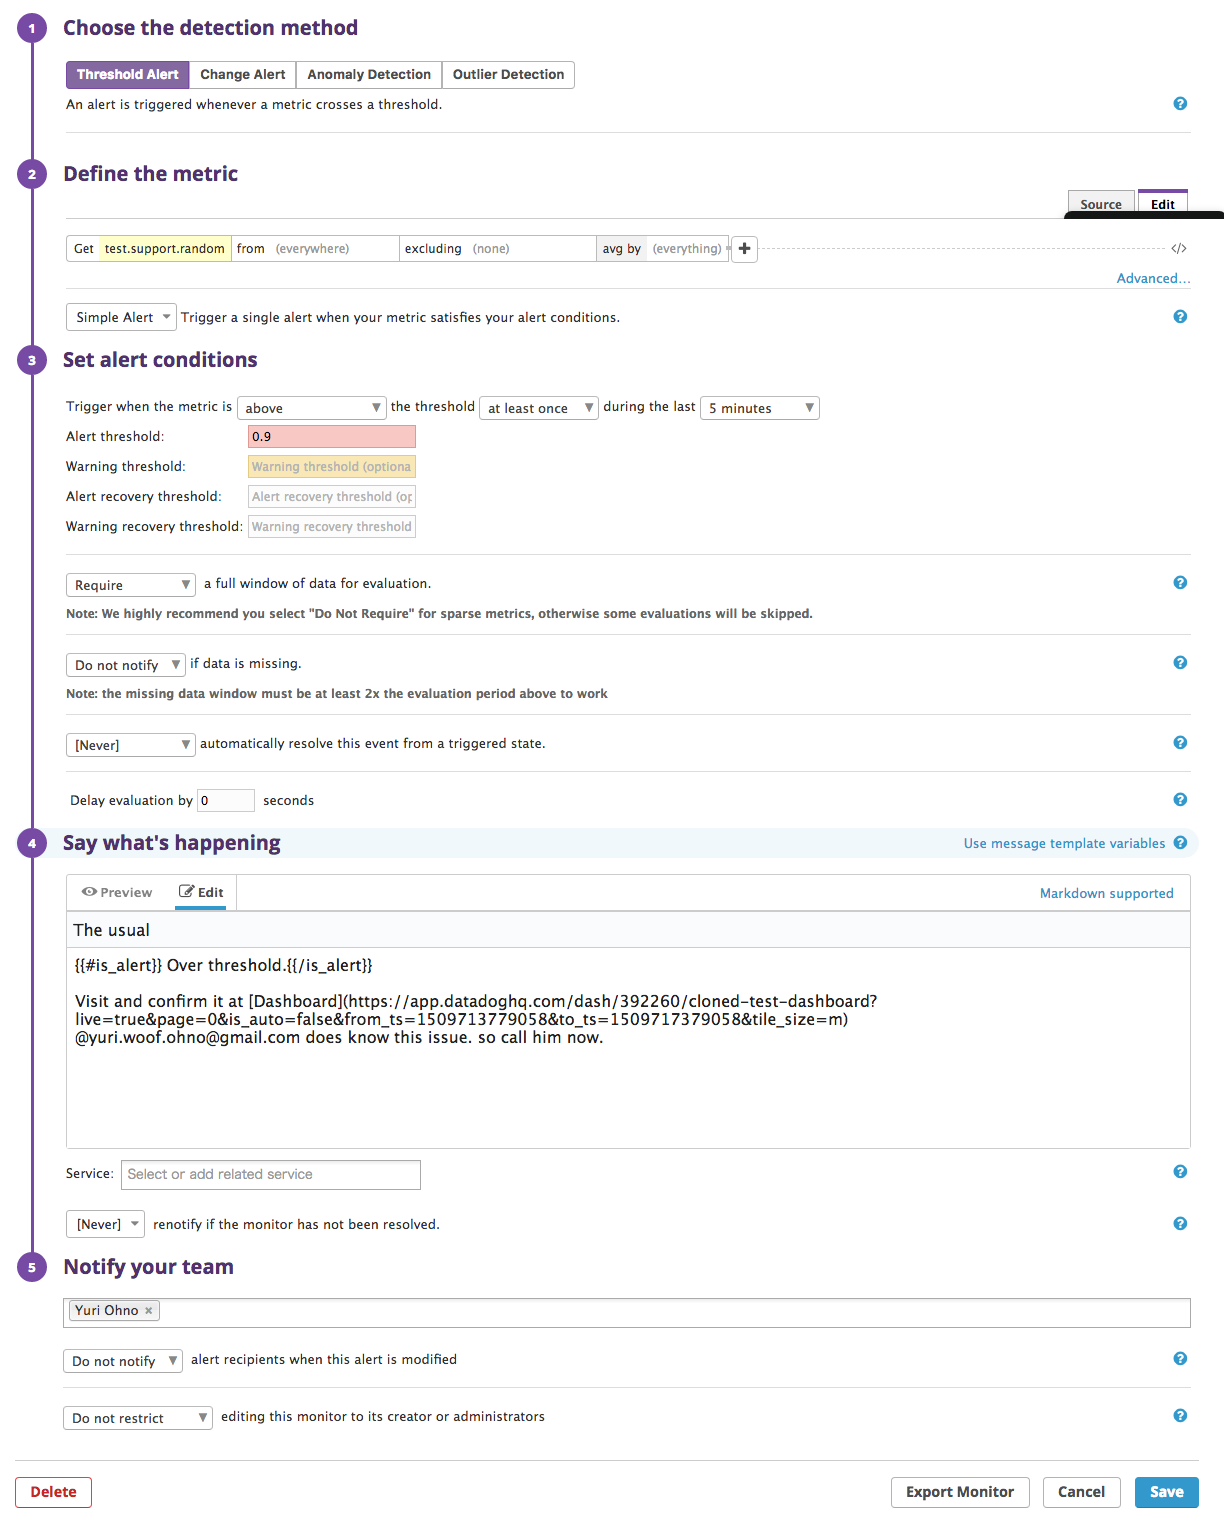 1 Choose the detection method
Threshold Alert Change Alert Anomaly Detection Outlier Detection
An alert is triggered whenever a metric crosses a threshold. ?
2 Define the metric
Source Edit
Get test.support.random from (everywhere) excluding (none) avg by (everything) + </>
Advanced...
Simple Alert Trigger a single alert when your metric satisfies your alert conditions. ?
3 Set alert conditions
Trigger when the metric is above the threshold at least once during the last 5 minutes
Alert threshold: 0.9
Warning threshold: Warning threshold (optiona
Alert recovery threshold: Alert recovery threshold (op
Warning recovery threshold: Warning recovery threshold
Require a full window of data for evaluation. ?
Note: We highly recommend you select "Do Not Require" for sparse metrics, otherwise some evaluations will be skipped.
Do not notify if data is missing. ?
Note: the missing data window must be at least 2x the evaluation period above to work
[Never] automatically resolve this event from a triggered state. ?
Delay evaluation by 0 seconds ?
4 Say what's happening Use message template variables ?
Preview Edit Markdown supported
The usual
{{#is_alert}} Over threshold.{{/is_alert}}
Visit and confirm it at [Dashboard](https://app.datadoghq.com/dash/392260/cloned-test-dashboard?
live=true&page=0&is_auto=false&from_ts=1509713779058&to_ts=1509717379058&tile_size=m)
@yuri.woof.ohno@gmail.com does know this issue. so call him now.
Service: Select or add related service ?
[Never] renotify if the monitor has not been resolved. ?
5 Notify your team
Yuri Ohno ×
Do not notify alert recipients when this alert is modified ?
Do not restrict editing this monitor to its creator or administrators ?
Delete Export Monitor Cancel Save